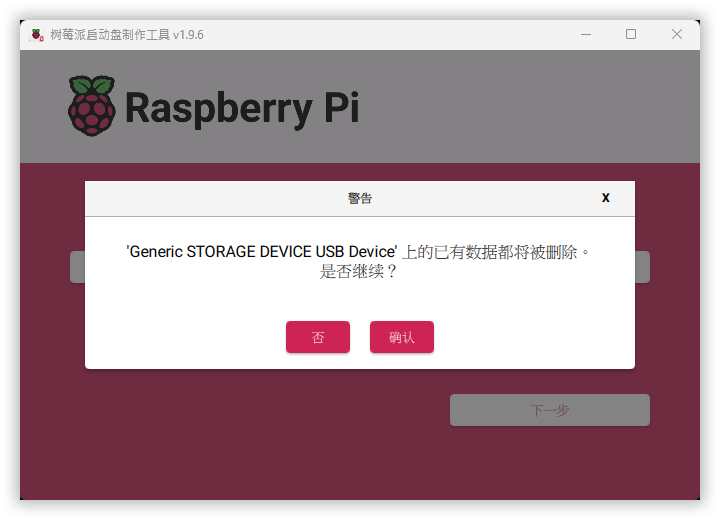 树莓派启动盘制作工具 v1.9.6
Raspberry Pi
警告
X
'Generic STORAGE DEVICE USB Device' 上的已有数据都将被删除。
是否继续？
否
确认
下一步